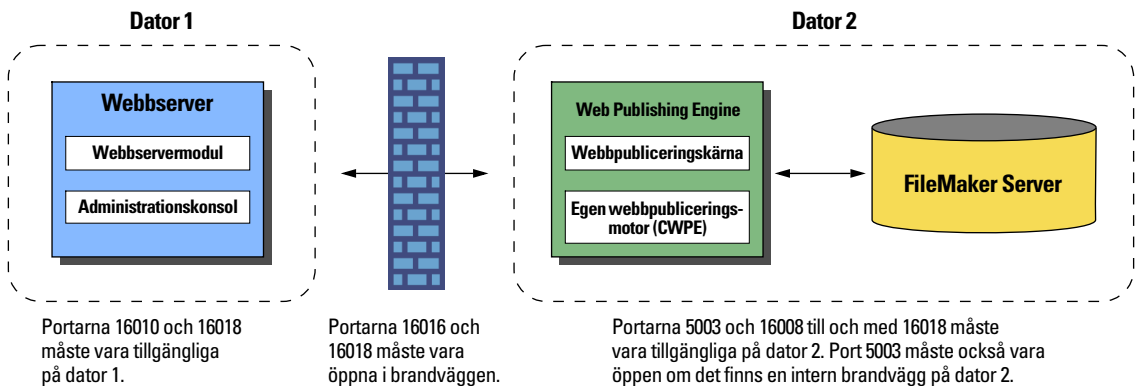 Dator 1
Dator 2
Webbserver
Webbservermodul
Administrationskonsol
Web Publishing Engine
Webbpubliceringskärna
Egen webbpublicerings-
motor (CWPE)
FileMaker Server
Portarna 16010 och 16018
måste vara tillgängliga
på dator 1.
Portarna 16016 och
16018 måste vara
öppna i brandväggen.
Portarna 5003 och 16008 till och med 16018 måste
vara tillgängliga på dator 2. Port 5003 måste också vara
öppen om det finns en intern brandvägg på dator 2.